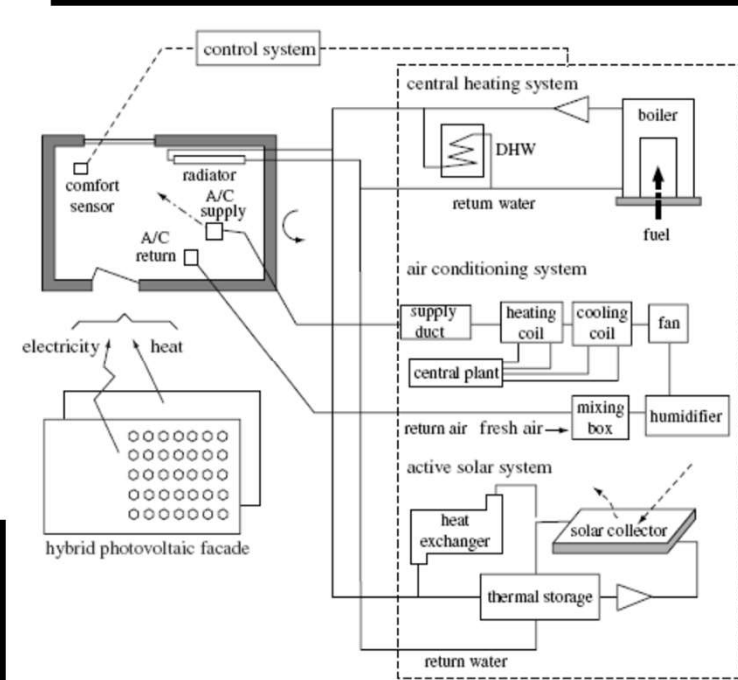 control system
central heating system
boiler
DHW
return water
fuel
comfort
sensor
radiator
A/C
supply
A/C
return
air conditioning system
supply
duct
heating
coil
cooling
coil
fan
central plant
mixing
box
humidifier
return air fresh air
electricity
heat
active solar system
heat
exchanger
solar collector
thermal storage
hybrid photovoltaic facade
return water